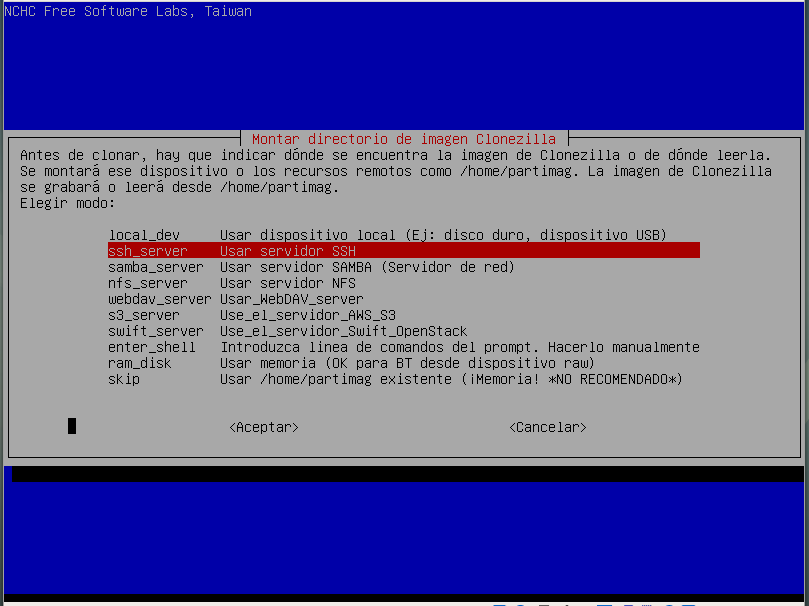 NCHC Free Software Labs, Taiwan
Montar directorio de imagen Clonezilla
Antes de clonar, hay que indicar dónde se encuentra la imagen de Clonezilla o de dónde leerla.
Se montará ese dispositivo o los recursos remotos como /home/partimag. La imagen de Clonezilla
se grabará o leerá desde /home/partimag.
Elegir modo:
local_dev Usar dispositivo local (Ej: disco duro, dispositivo USB)
ssh_server Usar servidor SSH
samba_server Usar servidor SAMBA (Servidor de red)
nfs_server Usar servidor NFS
webdav_server Usar_WebDAV_server
s3_server Use_el_servidor_AWS_S3
swift_server Use_el_servidor_Swift_OpenStack
enter_shell Introduzca linea de comandos del prompt. Hacerlo manualmente
ram_disk Usar memoria (OK para BT desde dispositivo raw)
skip Usar /home/partimag existente (¡Memoria! *NO RECOMENDADO*)
<Aceptar> <Cancelar>